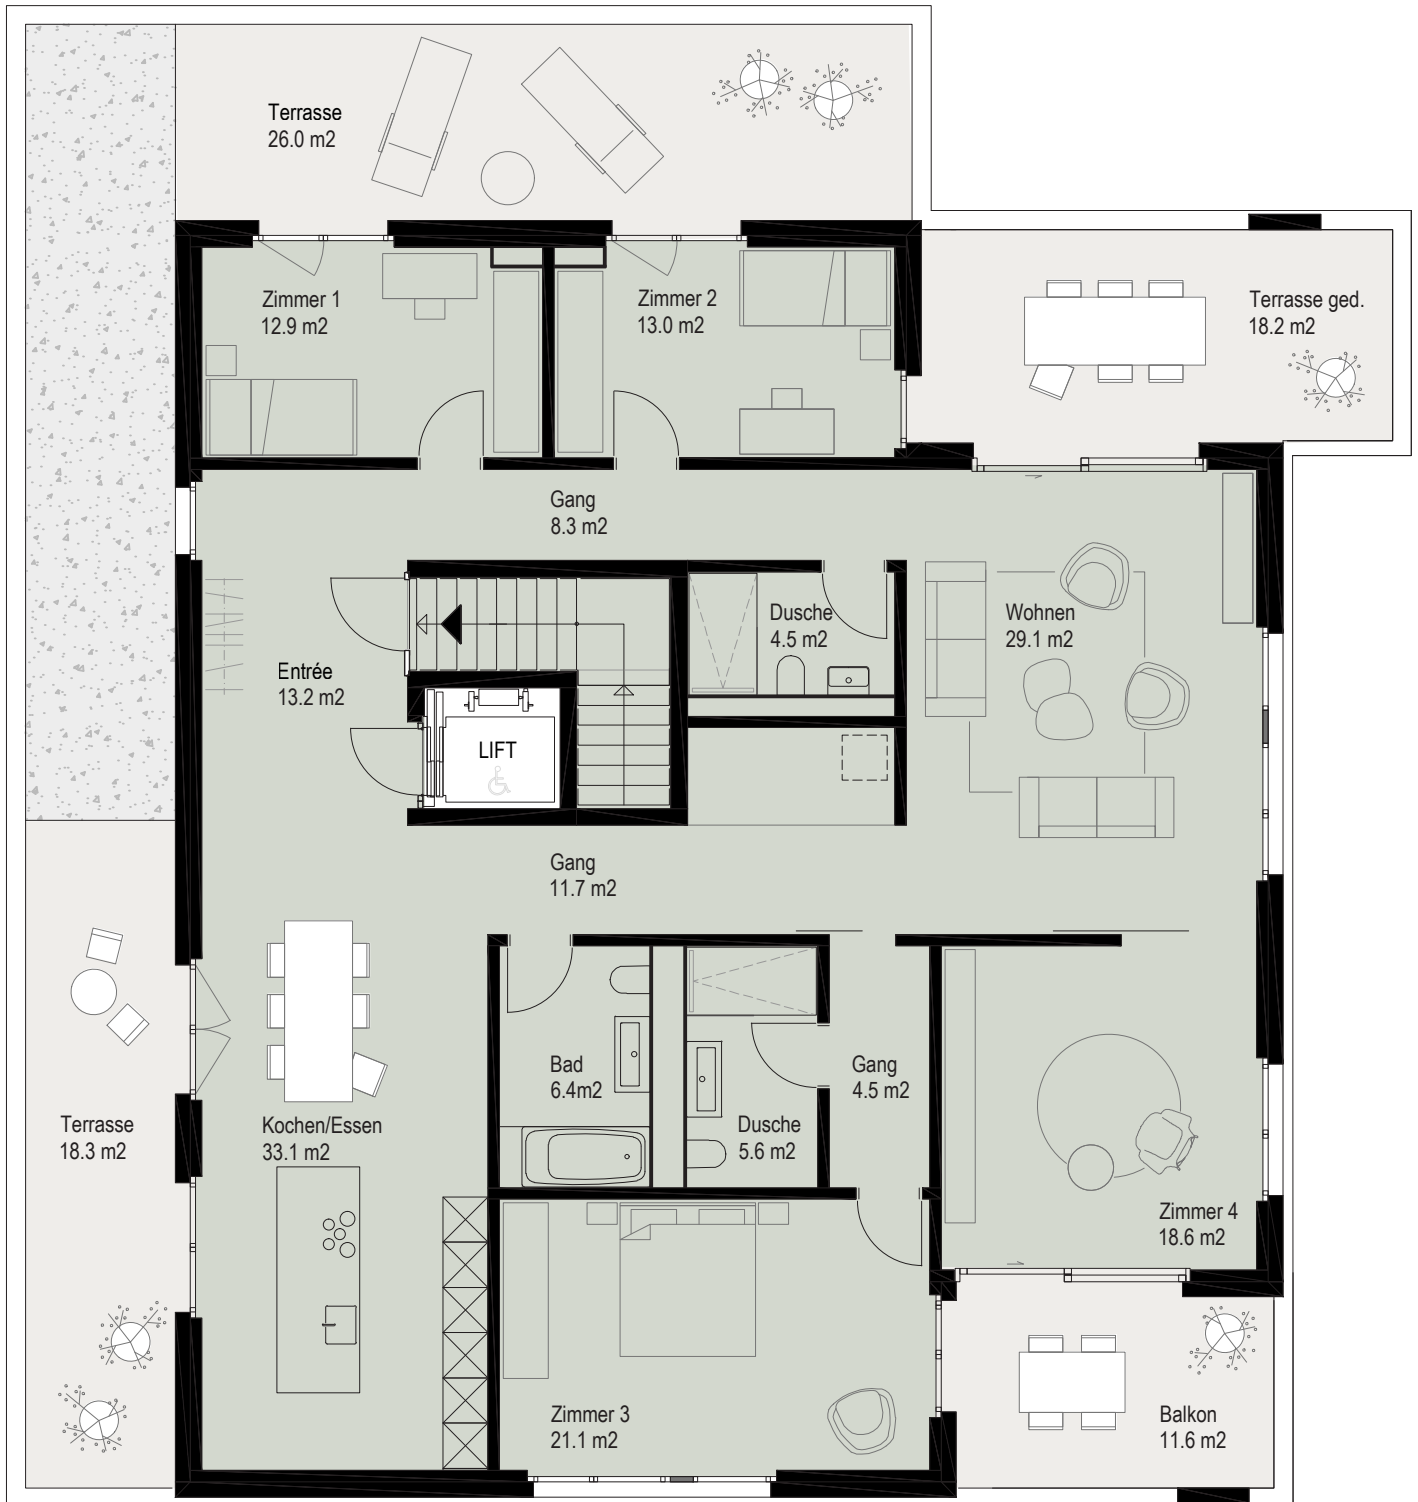 Terrasse
26.0 m2
Zimmer 1
12.9 m2
Zimmer 2
13.0 m2
Terrasse ged.
18.2 m2
Gang
8.3 m2
Dusche
4.5 m2
Wohnen
29.1 m2
Entrée
13.2 m2
LIFT
Gang
11.7 m2
Bad
6.4m2
Gang
4.5 m2
Dusche
5.6 m2
Terrasse
18.3 m2
Kochen/Essen
33.1 m2
Zimmer 4
18.6 m2
Zimmer 3
21.1 m2
Balkon
11.6 m2